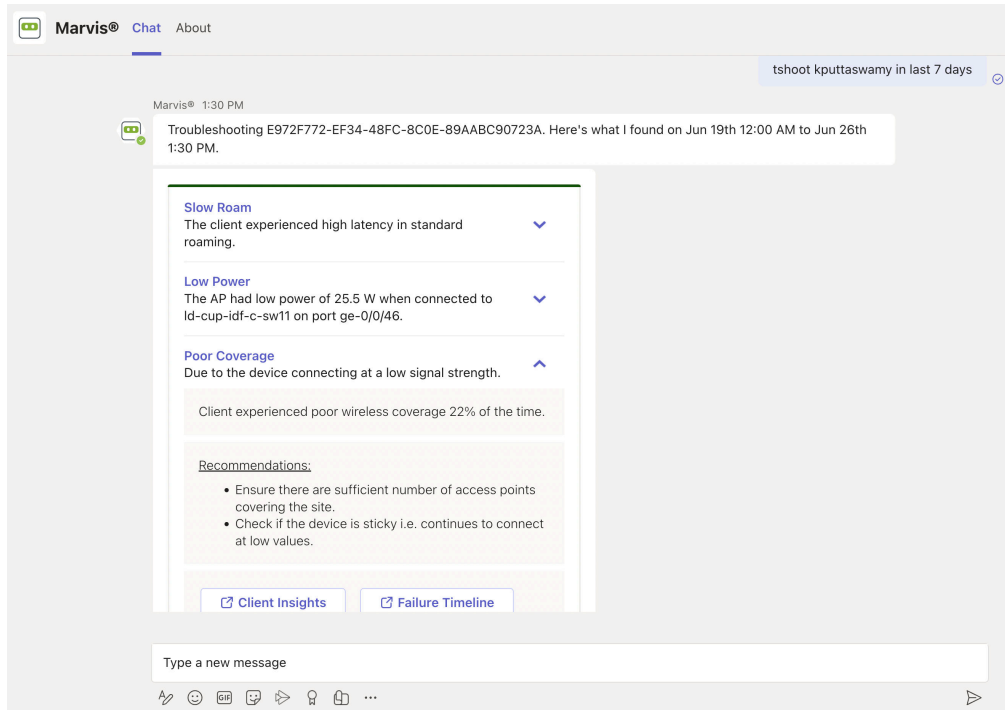 Marvis® Chat About
tshoot kputtaswamy in last 7 days
Marvis® 1:30 PM
Troubleshooting E972F772-EF34-48FC-8C0E-89AABC90723A. Here's what I found on Jun 19th 12:00 AM to Jun 26th
1:30 PM.
Slow Roam
The client experienced high latency in standard
roaming.
Low Power
The AP had low power of 25.5 W when connected to
ld-cup-idf-c-sw11 on port ge-0/0/46.
Poor Coverage
Due to the device connecting at a low signal strength.
Client experienced poor wireless coverage 22% of the time.
Recommendations:
• Ensure there are sufficient number of access points
covering the site.
• Check if the device is sticky i.e. continues to connect
at low values.
Client Insights
Failure Timeline
Type a new message
GIF